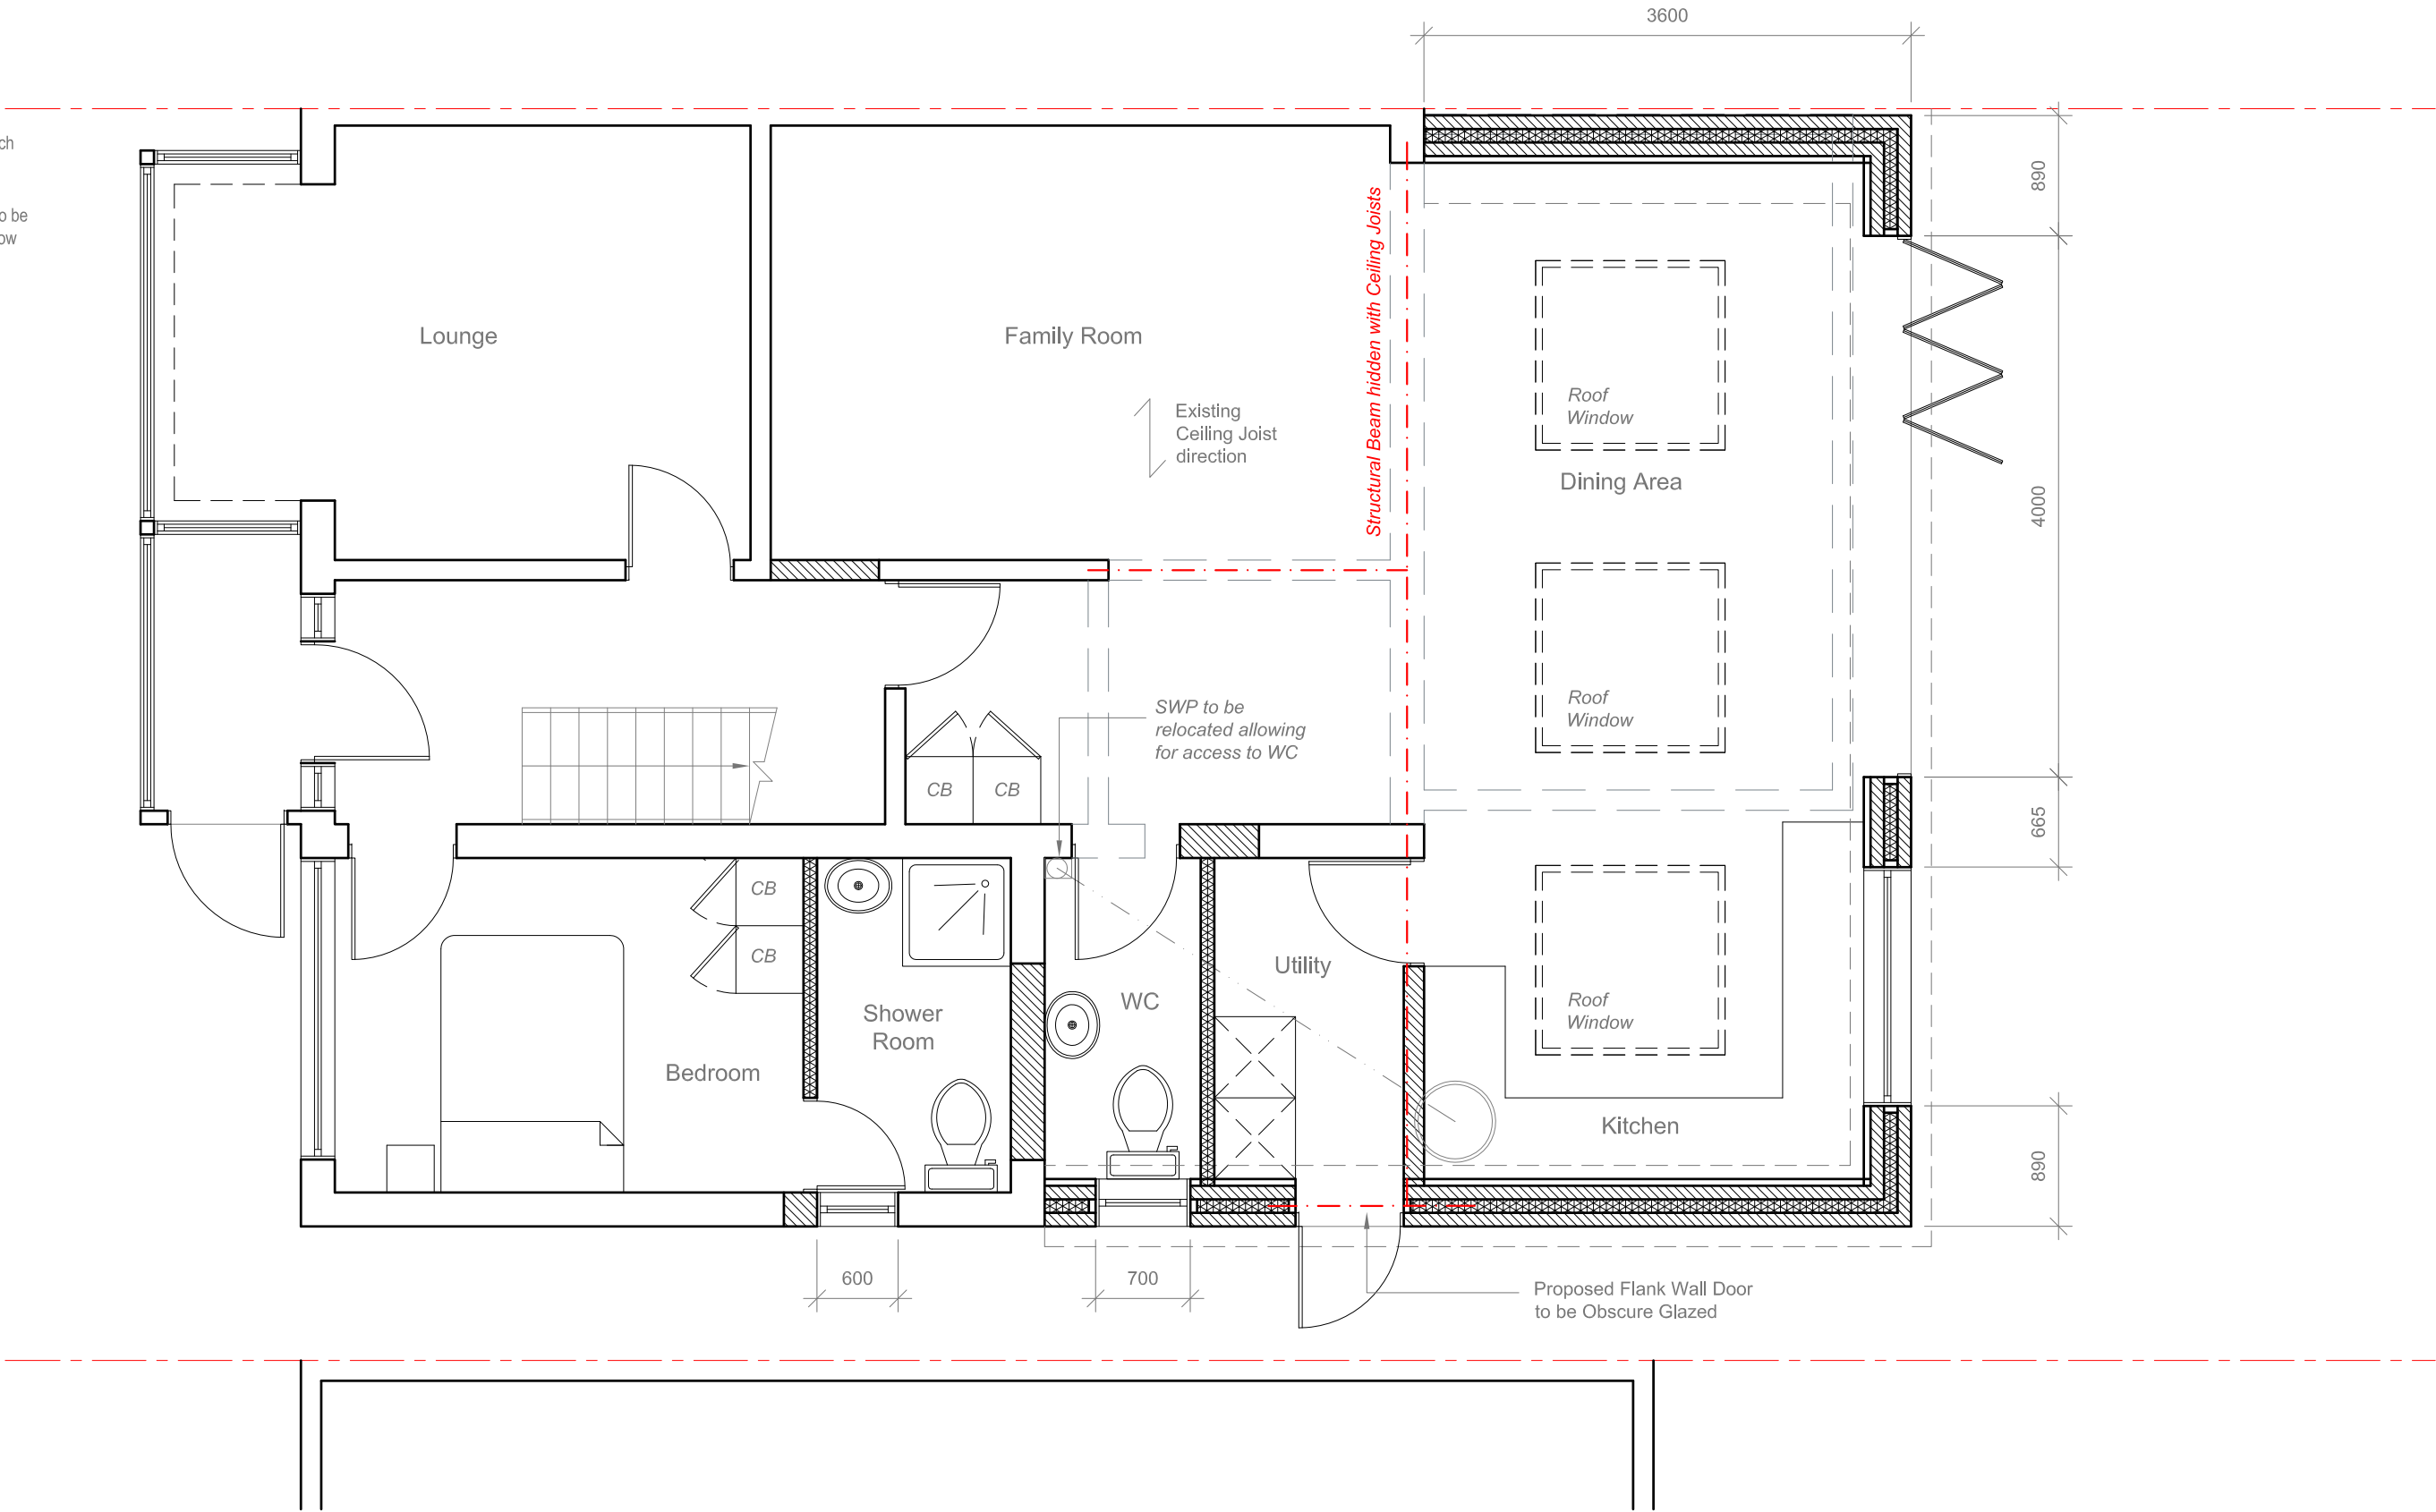 3600
o be
Lounge
Family Room
Existing
Ceiling Joist
direction
Structural Beam hidden with Ceiling Joists
Roof
Window
Dining Area
890
4000
Roof
Window
SWP to be
relocated allowing
for access to WC
CB
CB
665
CB
CB
Utility
WC
Shower
Room
Bedroom
Roof
Window
Kitchen
890
600
700
Proposed Flank Wall Door
to be Obscure Glazed